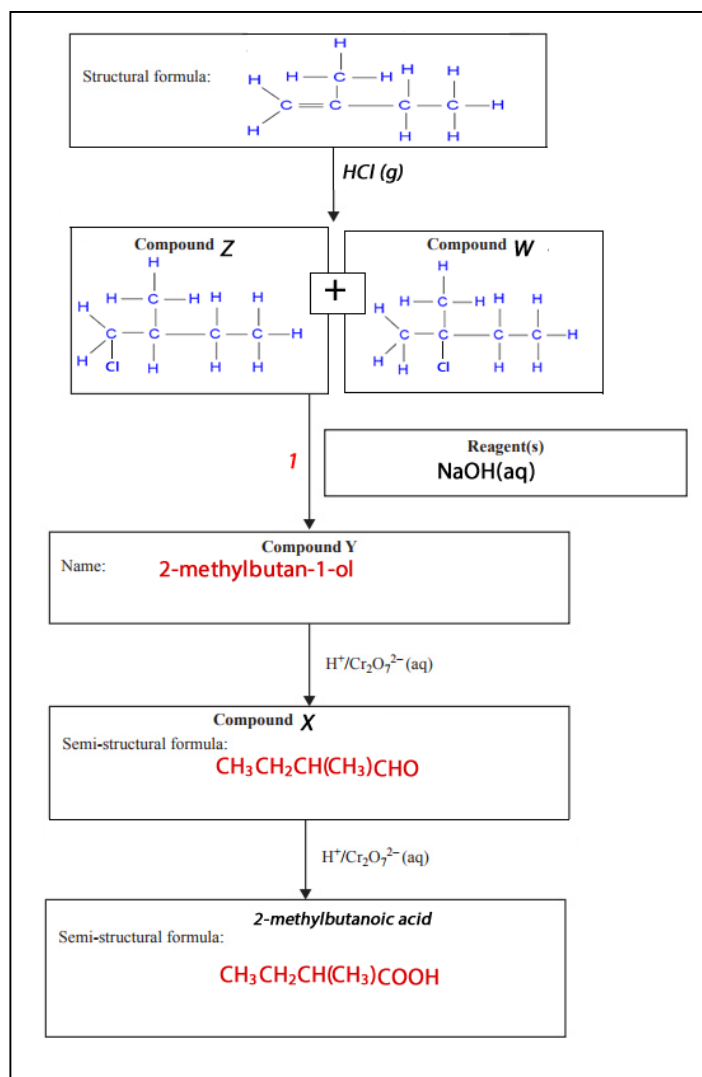 Structural formula:
H
H H — C — H H H
C = C — C — C — H
H H H
HCl (g)
Compound Z
H
H H — C — H H H
C — C — C — C — H
H Cl H H H
+
Compound W
H
H H — C — H H H
C — C — C — C — H
H H Cl H H
1
Reagent(s)
NaOH(aq)
Compound Y
Name: 2-methylbutan-1-ol
H⁺/Cr₂O₇²⁻(aq)
Compound X
Semi-structural formula:
CH₃CH₂CH(CH₃)CHO
H⁺/Cr₂O₇²⁻(aq)
2-methylbutanoic acid
Semi-structural formula:
CH₃CH₂CH(CH₃)COOH